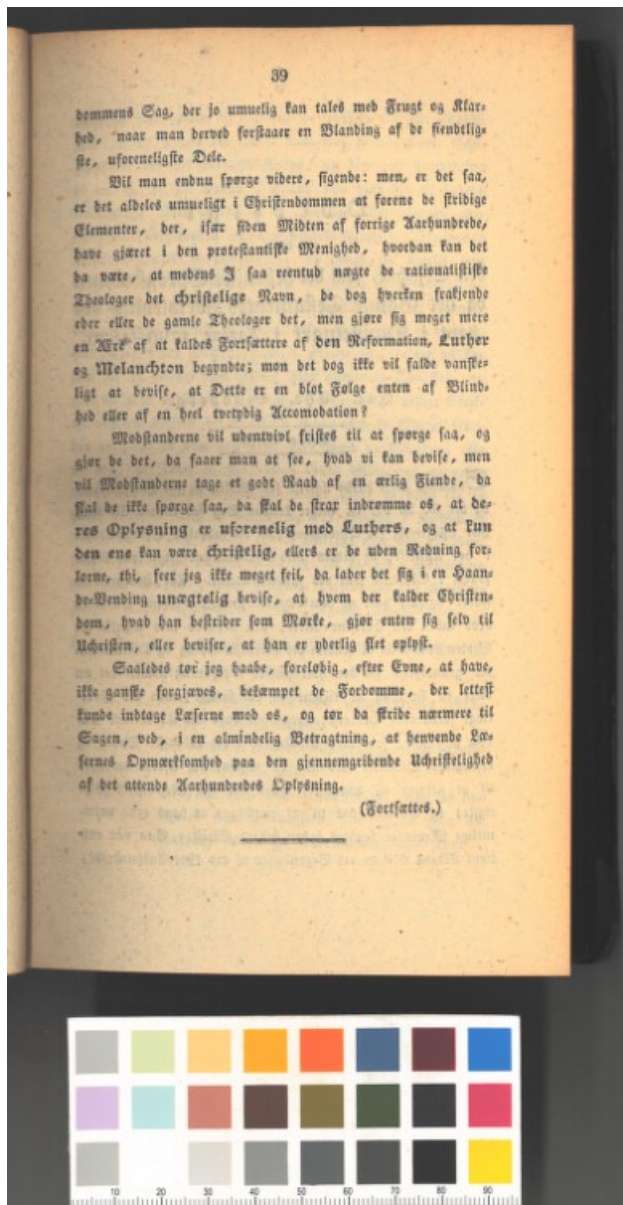 39
dommens Sag, der jo umuelig kan tales med Frugt og Klar-
hed, naar man derved forstaaer en Blanding af de fiendtlig-
ste, uforeneligste Dele.
Vil man endnu spørge videre, sigende: men, er det saa,
er det aldeles umueligt i Christendommen at forene de stridige
Elementer, der, især siden Midten af forrige Aarhundrede,
have gjæret i den protestantiske Menighed, hvordan kan det
da være, at medens I saa reentud nægte de rationalistiske
Theologer det christelige Navn, de dog hverken frakjende
eder eller de gamle Theologer det, men gjøre sig meget mere
en Ære af at kaldes Fortsættere af den Reformation, Luther
og Melanchton begyndte; mon det dog ikke vil falde vanske-
ligt at bevise, at Dette er en blot Følge enten af Blind-
hed eller af en heel tvetydig Accomodation?
Modstanderne vil udentvivl fristes til at spørge saa, og
gjør de det, da faaer man at see, hvad vi kan bevise, men
vil Modstanderne tage et godt Raad af en ærlig Fiende, da
skal de ikke spørge saa, da skal de strax indrømme os, at de-
res Oplysning er uforenelig med Luthers, og at kun
den ene kan være christelig, ellers er de uden Redning for-
lorne, thi, seer jeg ikke meget feil, da lader det sig i en Haan-
de-Vending unægtelig bevise, at hvem der kalder Christen-
dom, hvad han bestrider som Mørke, gjør enten sig selv til
Uchristen, eller beviser, at han er yderlig slet oplyst.
Saaledes tør jeg haabe, foreløbig, efter Evne, at have,
ikke ganske forgjæves, bekæmpet de Fordomme, der lettest
kunde indtage Læserne mod os, og tør da skride nærmere til
Sagen, ved, i en almindelig Betragtning, at henvende Læ-
sernes Opmærksomhed paa den gjennemgribende Uchristelighed
af det attende Aarhundredes Oplysning.
(Fortsættes.)
10 20 30 40 50 60 70 80 90